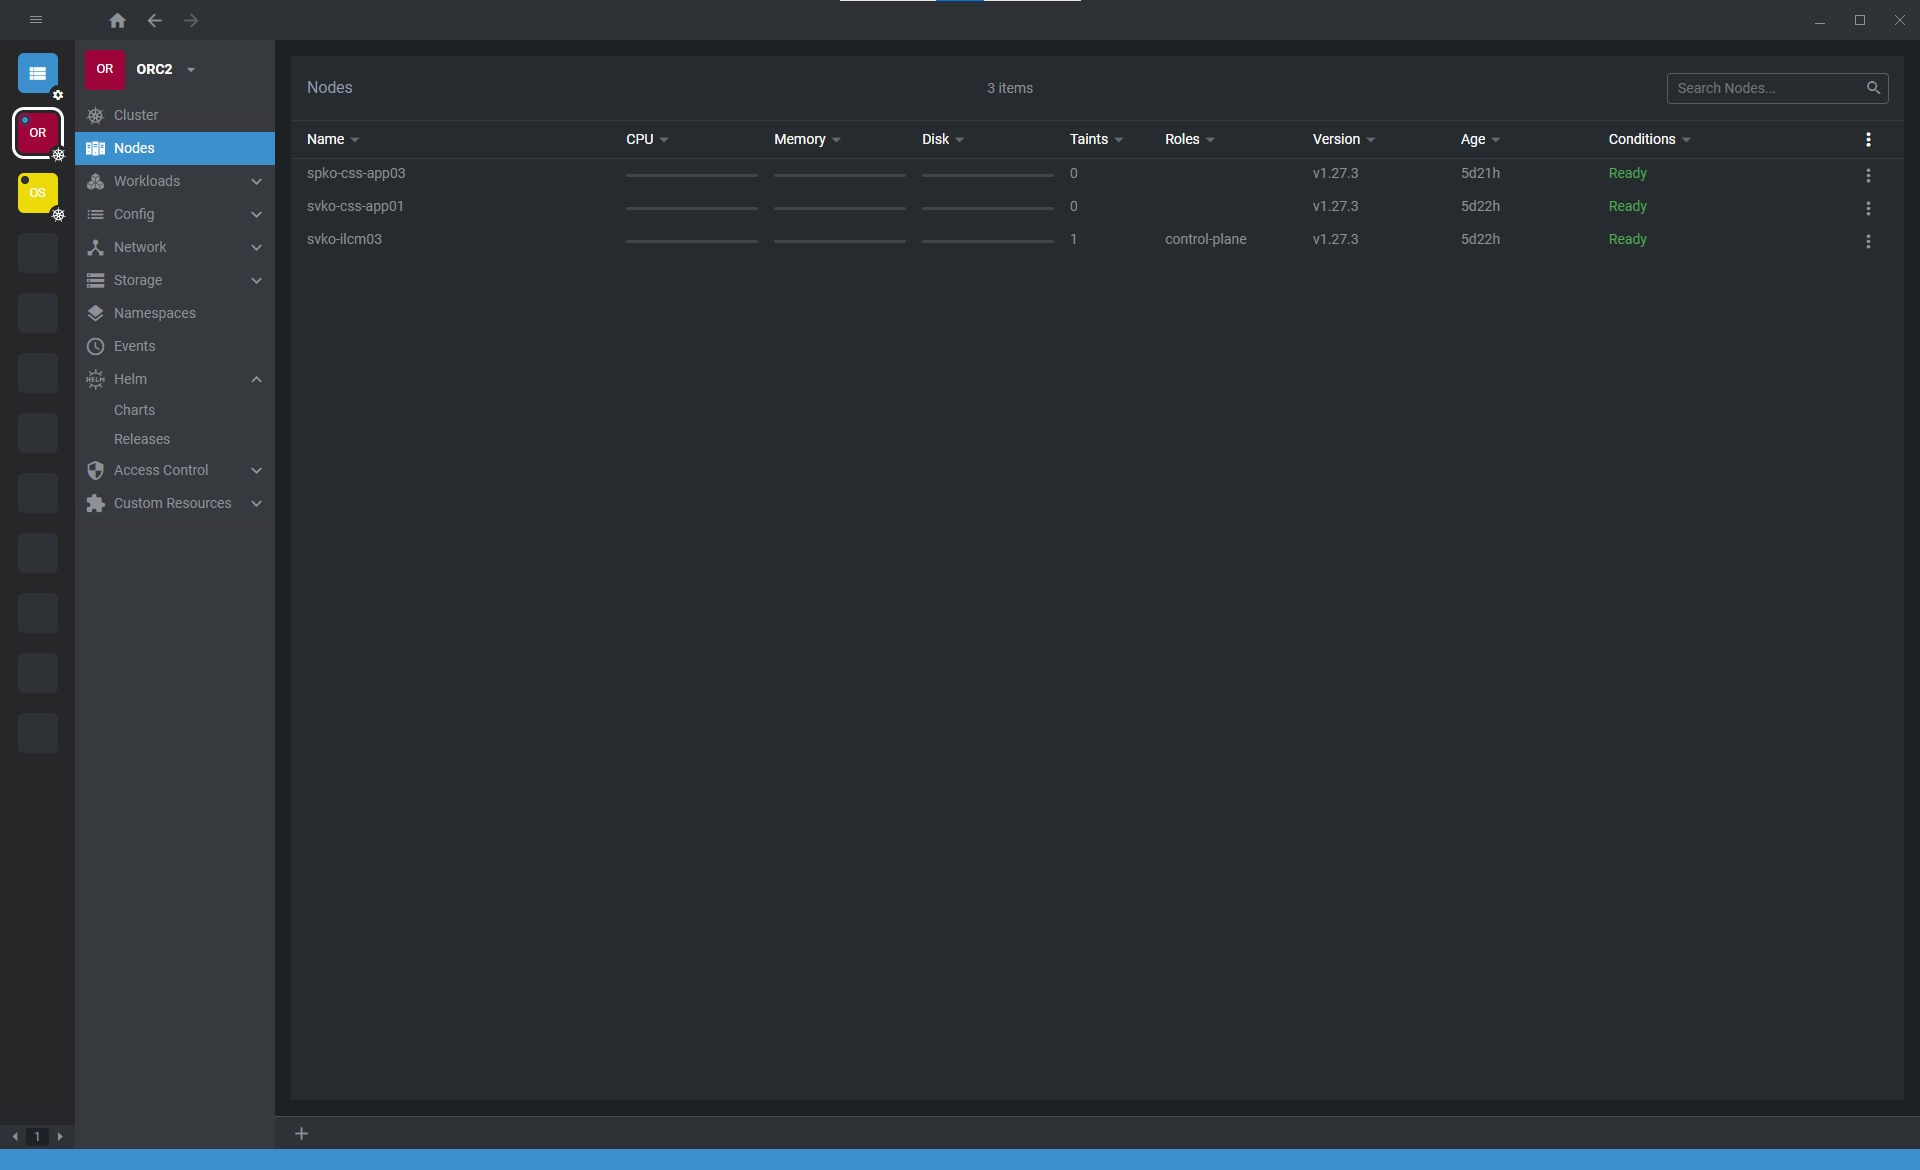 OR
ORC2
OR
OS
Cluster
Nodes
Workloads
Config
Network
Storage
Namespaces
Events
HELM
Helm
Charts
Releases
Access Control
Custom Resources
Nodes
3 items
Search Nodes...
Name CPU Memory Disk Taints Roles Version Age Conditions
spko-css-app03 0 v1.27.3 5d21h Ready
svko-css-app01 0 v1.27.3 5d22h Ready
svko-ilcm03 1 control-plane v1.27.3 5d22h Ready
1